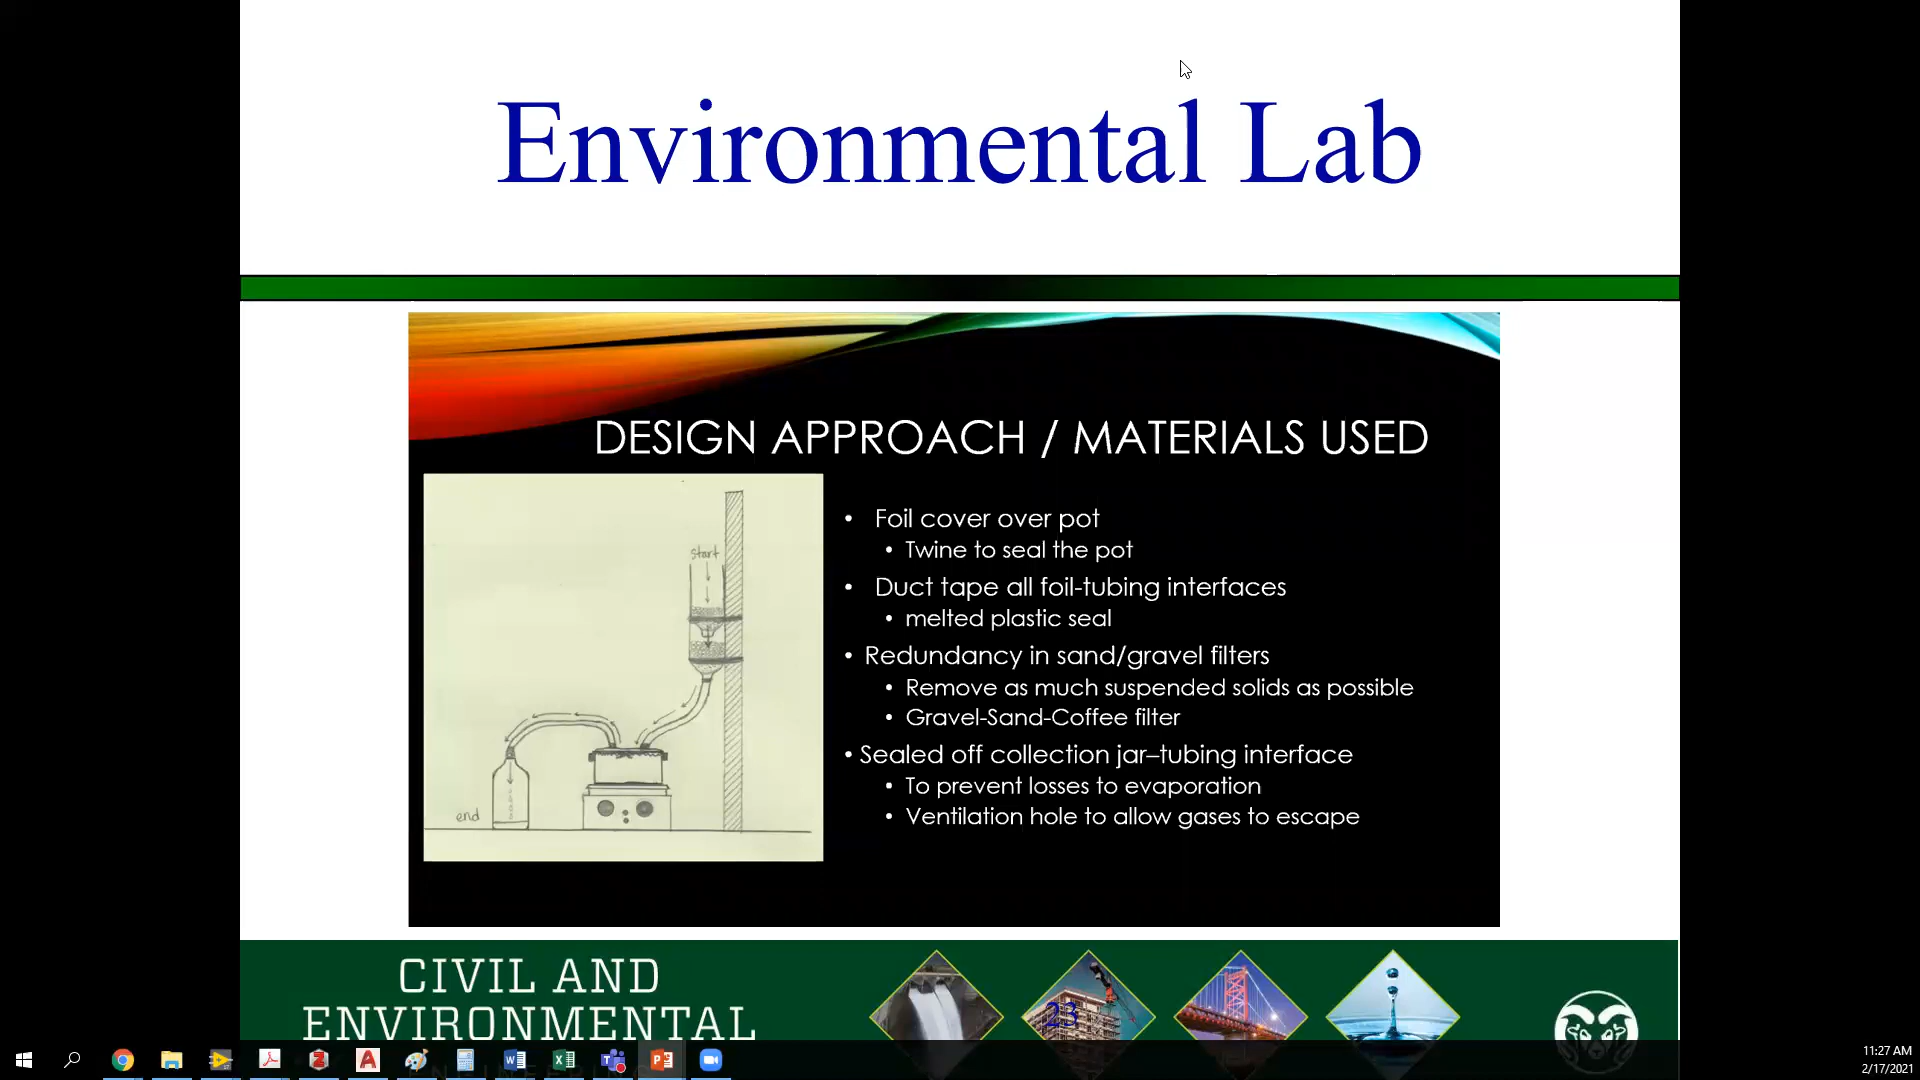 Environmental Lab
DESIGN APPROACH / MATERIALS USED
start
end
• Foil cover over pot
• Twine to seal the pot
• Duct tape all foil-tubing interfaces
• melted plastic seal
• Redundancy in sand/gravel filters
• Remove as much suspended solids as possible
• Gravel-Sand-Coffee filter
• Sealed off collection jar–tubing interface
• To prevent losses to evaporation
• Ventilation hole to allow gases to escape
CIVIL AND
ENVIRONMENTAL
23
11:27 AM
2/17/2021